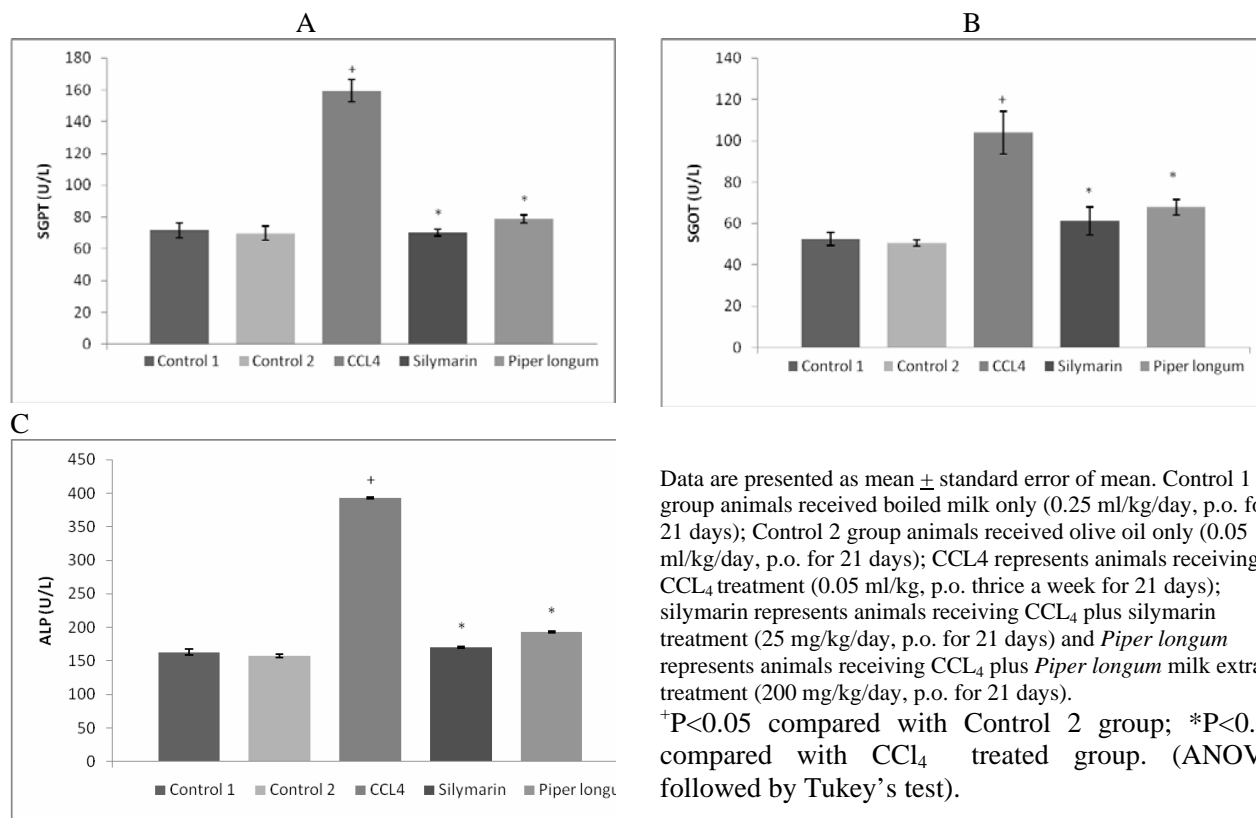 A
180
160
140
120
100
80
60
40
20
0
SGPT (U/L)
+
*
*
Control 1 Control 2 CCL4 Silymarin Piper longum
B
140
120
100
80
60
40
20
0
SGOT (U/L)
+
*
*
Control 1 Control 2 CCL4 Silymarin Piper longum
C
450
400
350
300
250
200
150
100
50
0
ALP (U/L)
+
*
*
Control 1 Control 2 CCL4 Silymarin Piper longu
Data are presented as mean ± standard error of mean. Control 1
group animals received boiled milk only (0.25 ml/kg/day, p.o. fo
21 days); Control 2 group animals received olive oil only (0.05
ml/kg/day, p.o. for 21 days); CCL4 represents animals receiving
CCL₄ treatment (0.05 ml/kg, p.o. thrice a week for 21 days);
silymarin represents animals receiving CCL₄ plus silymarin
treatment (25 mg/kg/day, p.o. for 21 days) and Piper longum
represents animals receiving CCL₄ plus Piper longum milk extra
treatment (200 mg/kg/day, p.o. for 21 days).
⁺P<0.05 compared with Control 2 group; *P<0.
compared with CCl₄ treated group. (ANOV
followed by Tukey's test).